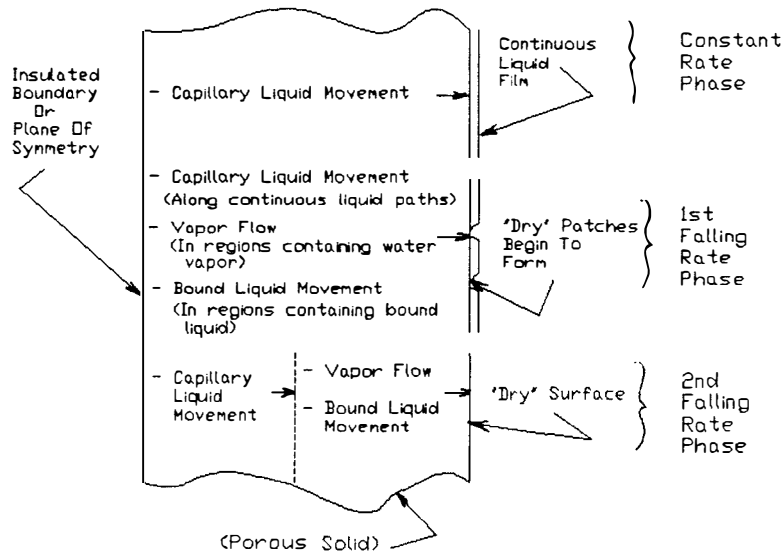 Insulated
Boundary
Or
Plane Of
Symmetry
- Capillary Liquid Movement
Continuous
Liquid
Film
Constant
Rate
Phase
- Capillary Liquid Movement
(Along continuous liquid paths)
- Vapor Flow
(In regions containing water
vapor)
- Bound Liquid Movement
(In regions containing bound
liquid)
"Dry" Patches
Begin To
Form
1st
Falling
Rate
Phase
- Capillary
Liquid
Movement
- Vapor Flow
- Bound Liquid
Movement
"Dry" Surface
2nd
Falling
Rate
Phase
(Porous Solid)